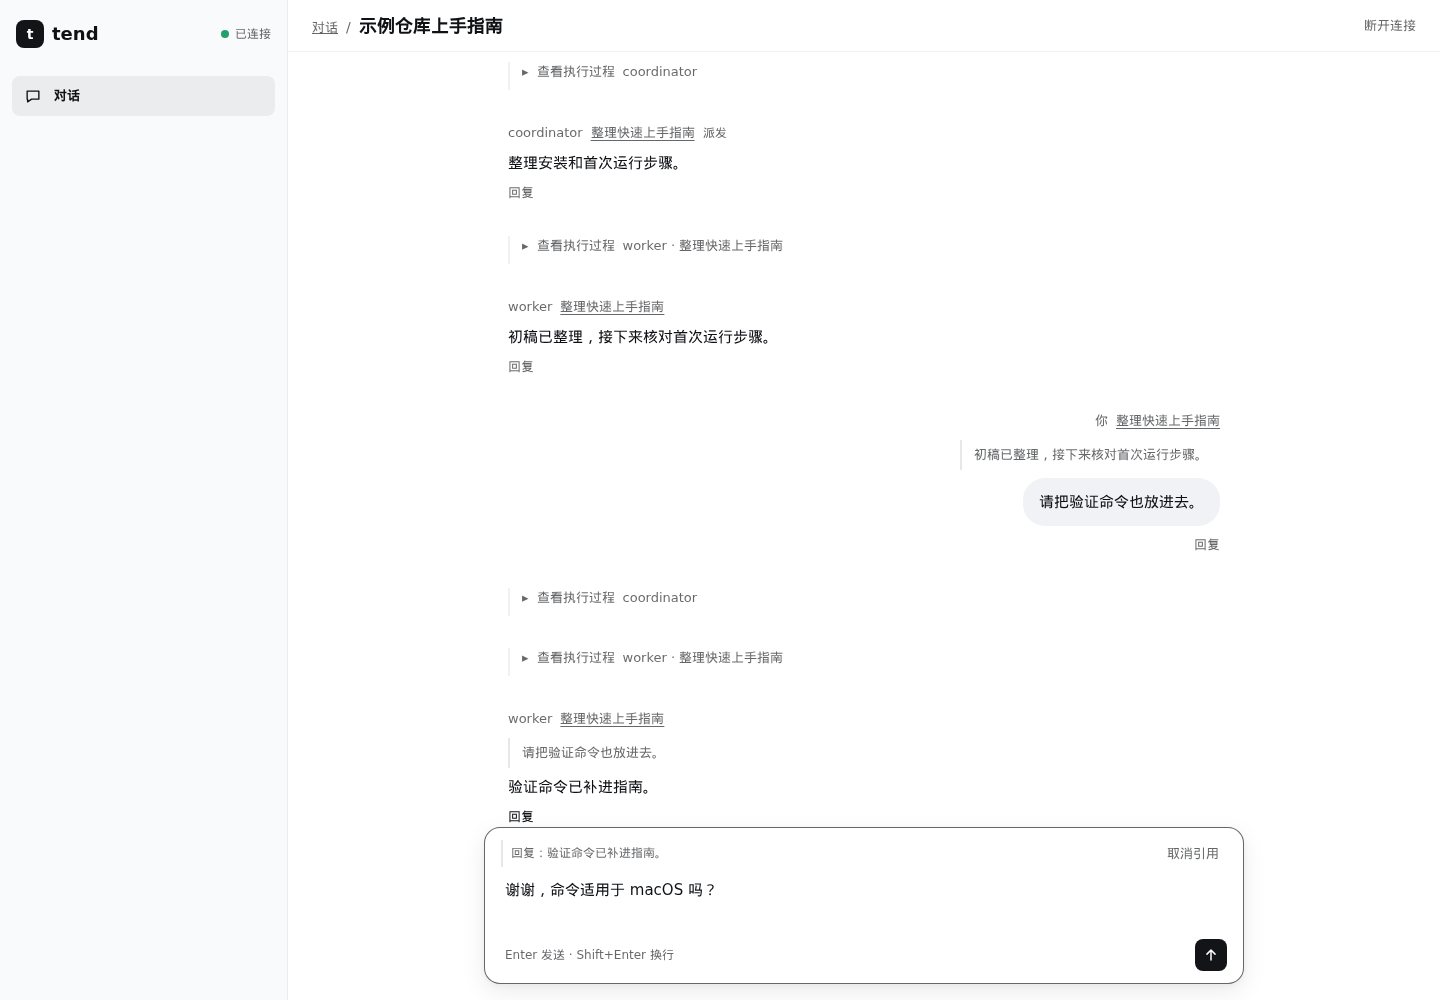 t tend
已连接
对话
对话 / 示例仓库上手指南
断开连接
▸ 查看执行过程 coordinator
coordinator 整理快速上手指南 派发
整理安装和首次运行步骤。
回复
▸ 查看执行过程 worker · 整理快速上手指南
worker 整理快速上手指南
初稿已整理，接下来核对首次运行步骤。
回复
你 整理快速上手指南
初稿已整理，接下来核对首次运行步骤。
请把验证命令也放进去。
回复
▸ 查看执行过程 coordinator
▸ 查看执行过程 worker · 整理快速上手指南
worker 整理快速上手指南
请把验证命令也放进去。
验证命令已补进指南。
回复
回复：验证命令已补进指南。
取消引用
谢谢，命令适用于 macOS 吗？
Enter 发送 · Shift+Enter 换行